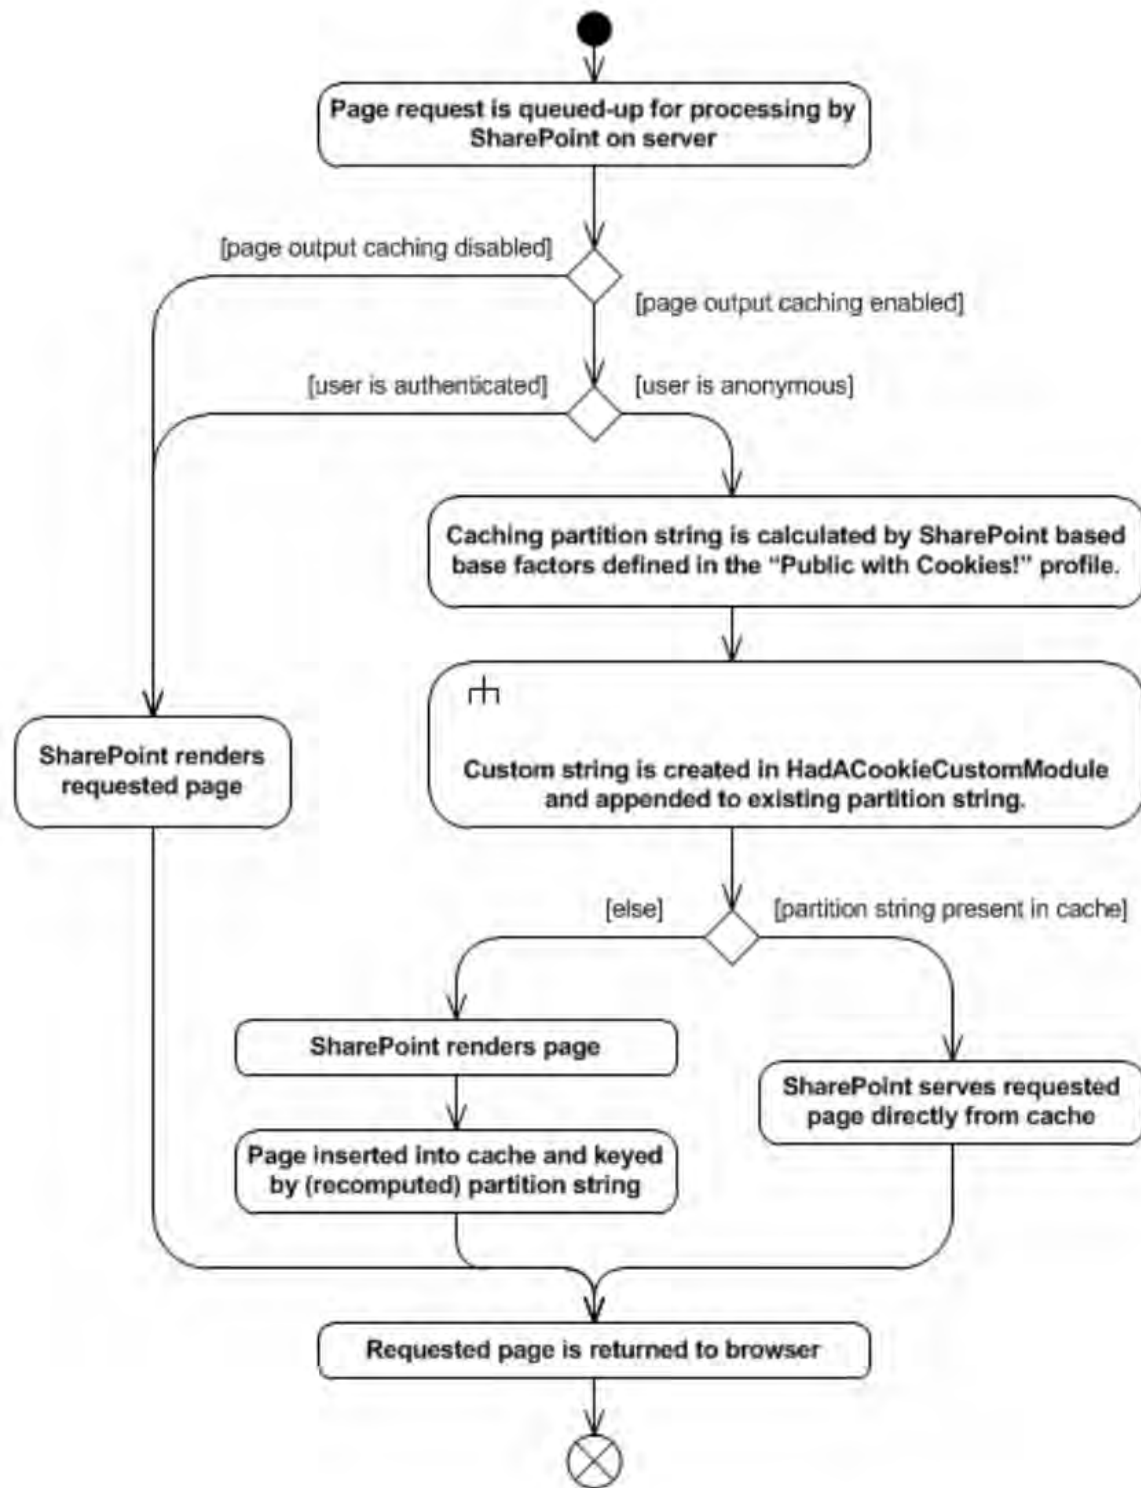 Page request is queued-up for processing by
SharePoint on server
[page output caching disabled]
[page output caching enabled]
[user is authenticated]
[user is anonymous]
Caching partition string is calculated by SharePoint based
base factors defined in the “Public with Cookies!” profile.
SharePoint renders
requested page
Custom string is created in HadACookieCustomModule
and appended to existing partition string.
[else]
[partition string present in cache]
SharePoint renders page
SharePoint serves requested
page directly from cache
Page inserted into cache and keyed
by (recomputed) partition string
Requested page is returned to browser